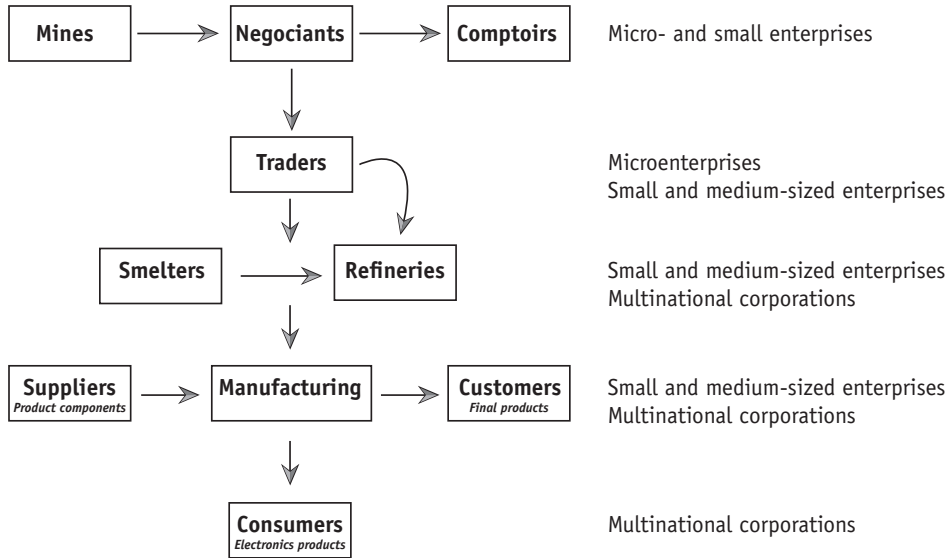 Mines
Negociants
Comptoirs
Micro- and small enterprises
Traders
Microenterprises
Small and medium-sized enterprises
Smelters
Refineries
Small and medium-sized enterprises
Multinational corporations
Suppliers
Product components
Manufacturing
Customers
Final products
Small and medium-sized enterprises
Multinational corporations
Consumers
Electronics products
Multinational corporations